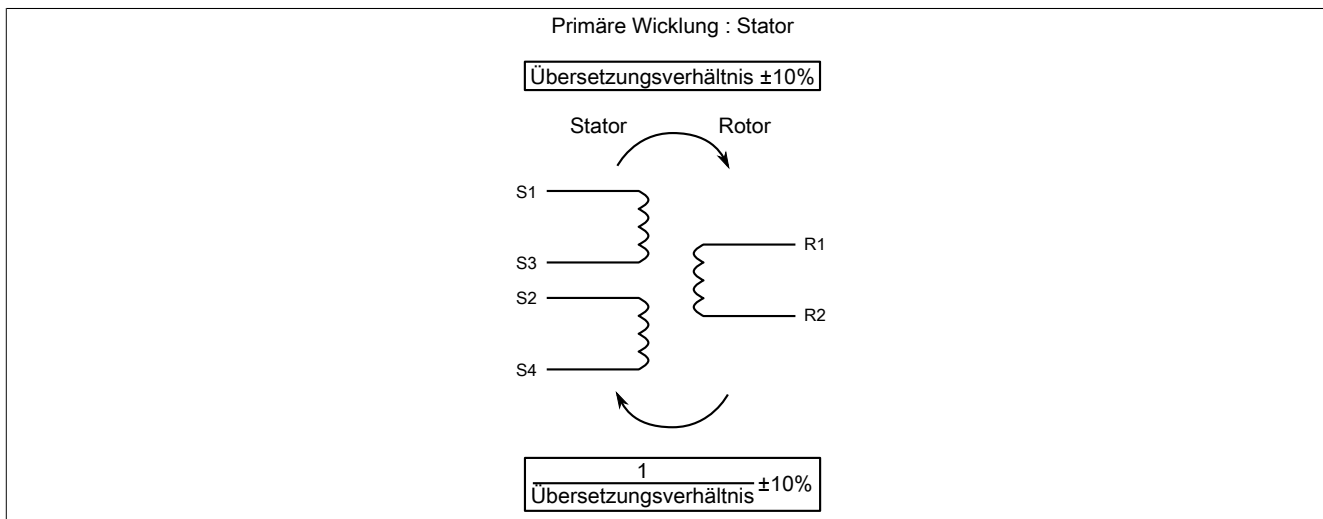 Primäre Wicklung : Stator
Übersetzungsverhältnis ±10%
Stator Rotor
S1
R1
S3
S2
R2
S4
1
Übersetzungsverhältnis ±10%